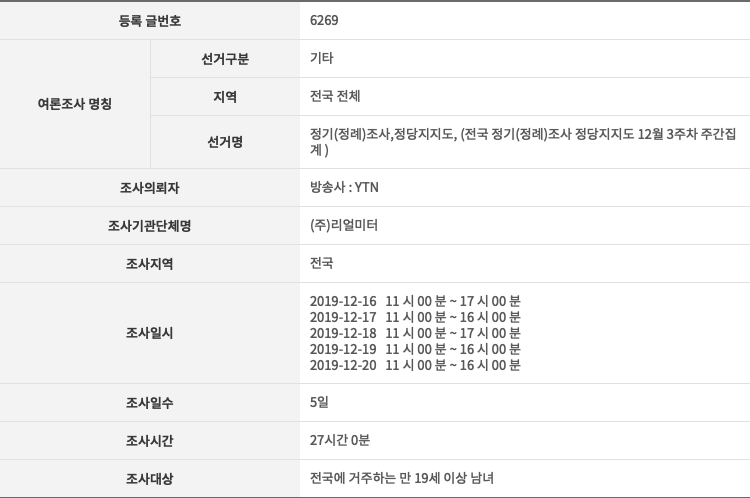 등록 글번호 6269
선거구분 기타
여론조사 명칭 지역 전국 전체
선거명 정기(정례)조사,정당지지도, (전국 정기(정례)조사 정당지지도 12월 3주차 주간집
계 )
조사의뢰자 방송사 : YTN
조사기관단체명 (주)리얼미터
조사지역 전국
조사일시
2019-12-16 11 시 00 분 ~ 17 시 00 분
2019-12-17 11 시 00 분 ~ 16 시 00 분
2019-12-18 11 시 00 분 ~ 17 시 00 분
2019-12-19 11 시 00 분 ~ 16 시 00 분
2019-12-20 11 시 00 분 ~ 16 시 00 분
조사일수 5일
조사시간 27시간 0분
조사대상 전국에 거주하는 만 19세 이상 남녀